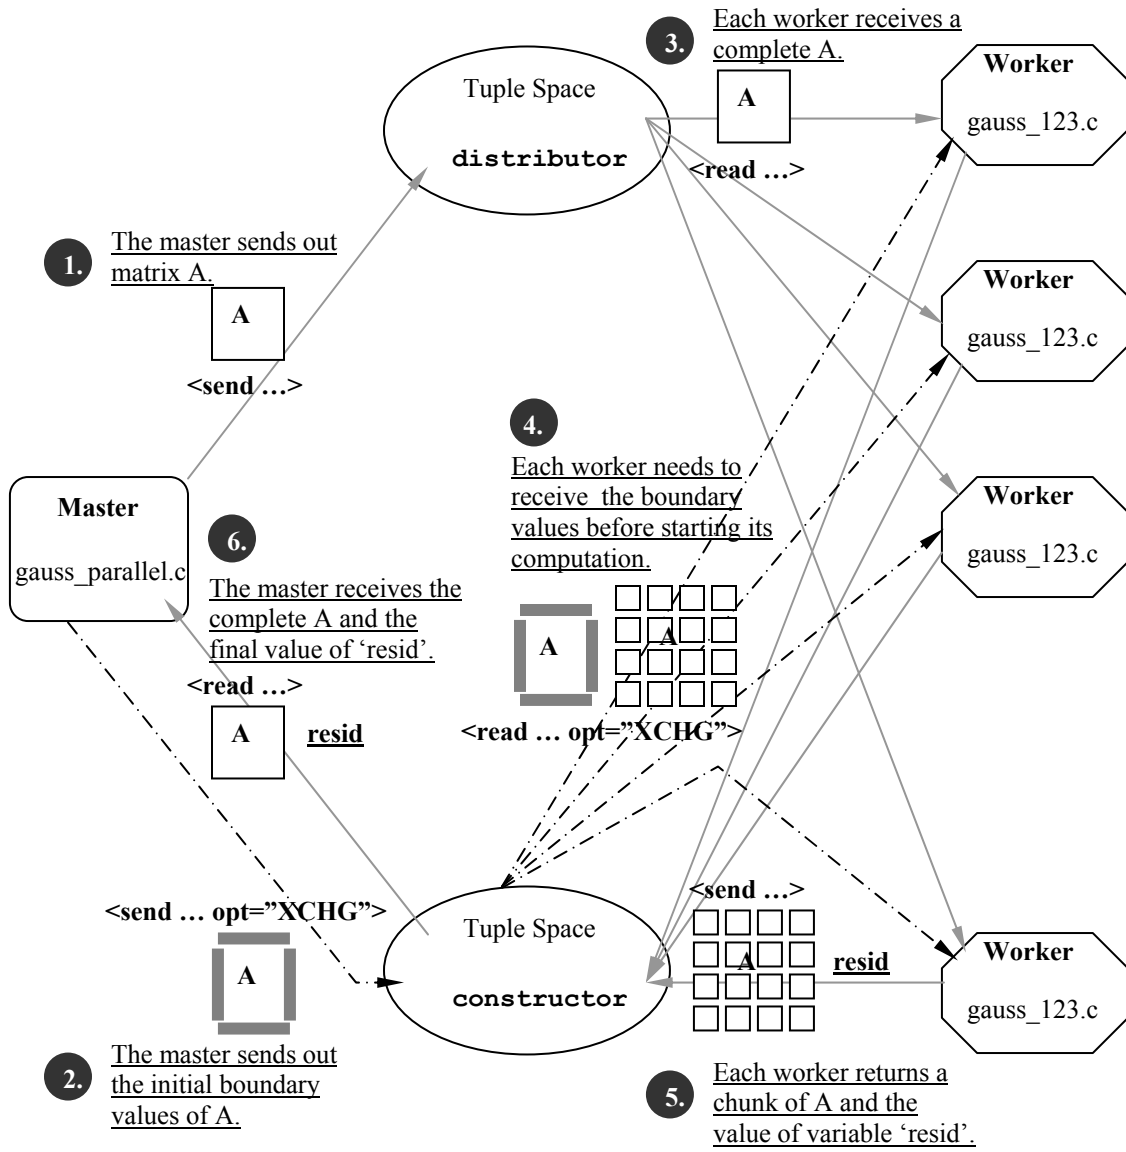 3.
Each worker receives a
complete A.
A
<read …>
Tuple Space
distributor
Worker
gauss_123.c
1.
The master sends out
matrix A.
A
<send …>
Worker
gauss_123.c
4.
Each worker needs to
receive the boundary
values before starting its
computation.
A
A
<read … opt=”XCHG”>
Worker
gauss_123.c
Master
gauss_parallel.c
6.
The master receives the
complete A and the
final value of ‘resid’.
<read …>
A
resid
<send … opt=”XCHG”>
A
2.
The master sends out
the initial boundary
values of A.
Tuple Space
constructor
<send …>
A
resid
Worker
gauss_123.c
5.
Each worker returns a
chunk of A and the
value of variable ‘resid’.